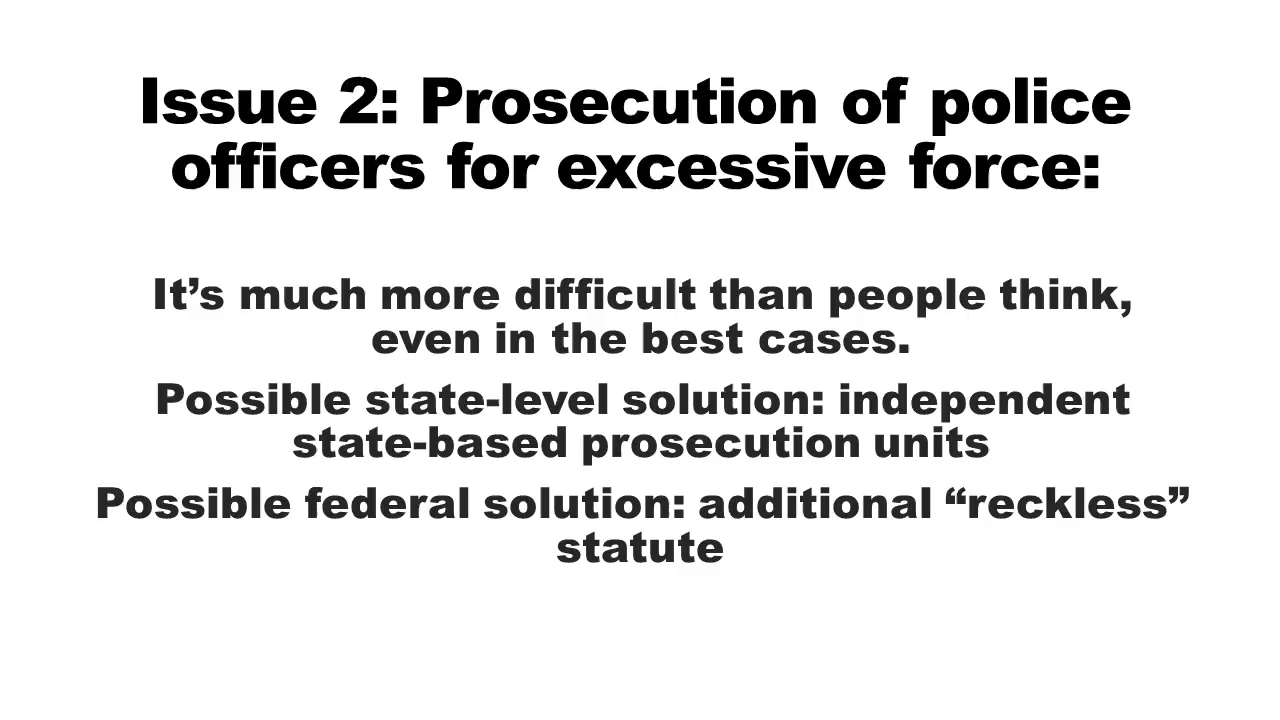 Issue 2: Prosecution of police
officers for excessive force:
It’s much more difficult than people think,
even in the best cases.
Possible state-level solution: independent
state-based prosecution units
Possible federal solution: additional “reckless”
statute